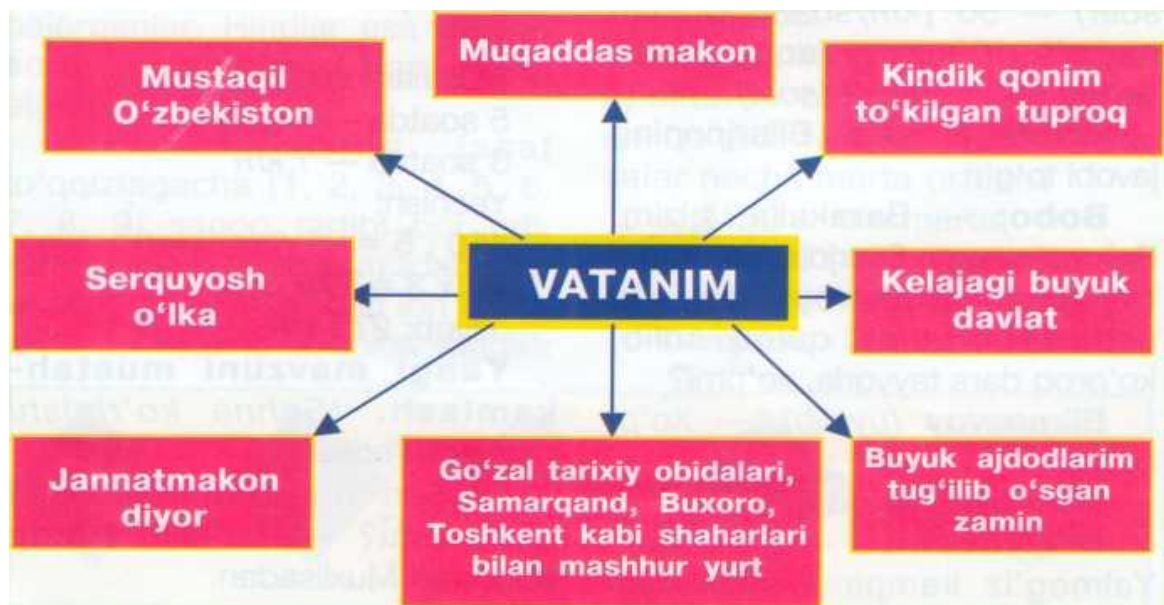 Muqaddas makon
Mustaqil
O‘zbekiston
Kindik qonim
to‘kilgan tuproq
Serquyosh
o‘lka
VATANIM
Kelajagi buyuk
davlat
Jannatmakon
diyor
Go‘zal tarixiy obidalari,
Samarqand, Buxoro,
Toshkent kabi shaharlari
bilan mashhur yurt
Buyuk ajdodlarim
tug‘ilib o‘sgan
zamin